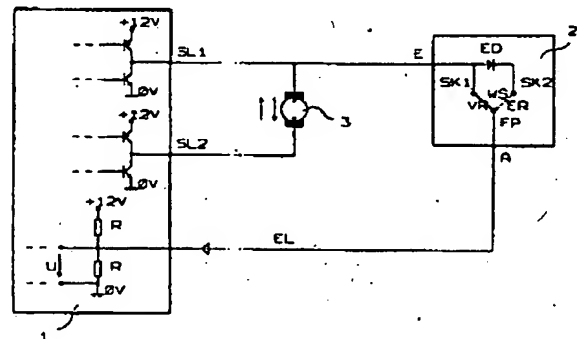 +12V
SL1
0V
+12V
SL2
0V
+12V
R
EL
U
R
0V
1
3
E
ED
2
SK1
WS
SK2
VR
ER
FP
A